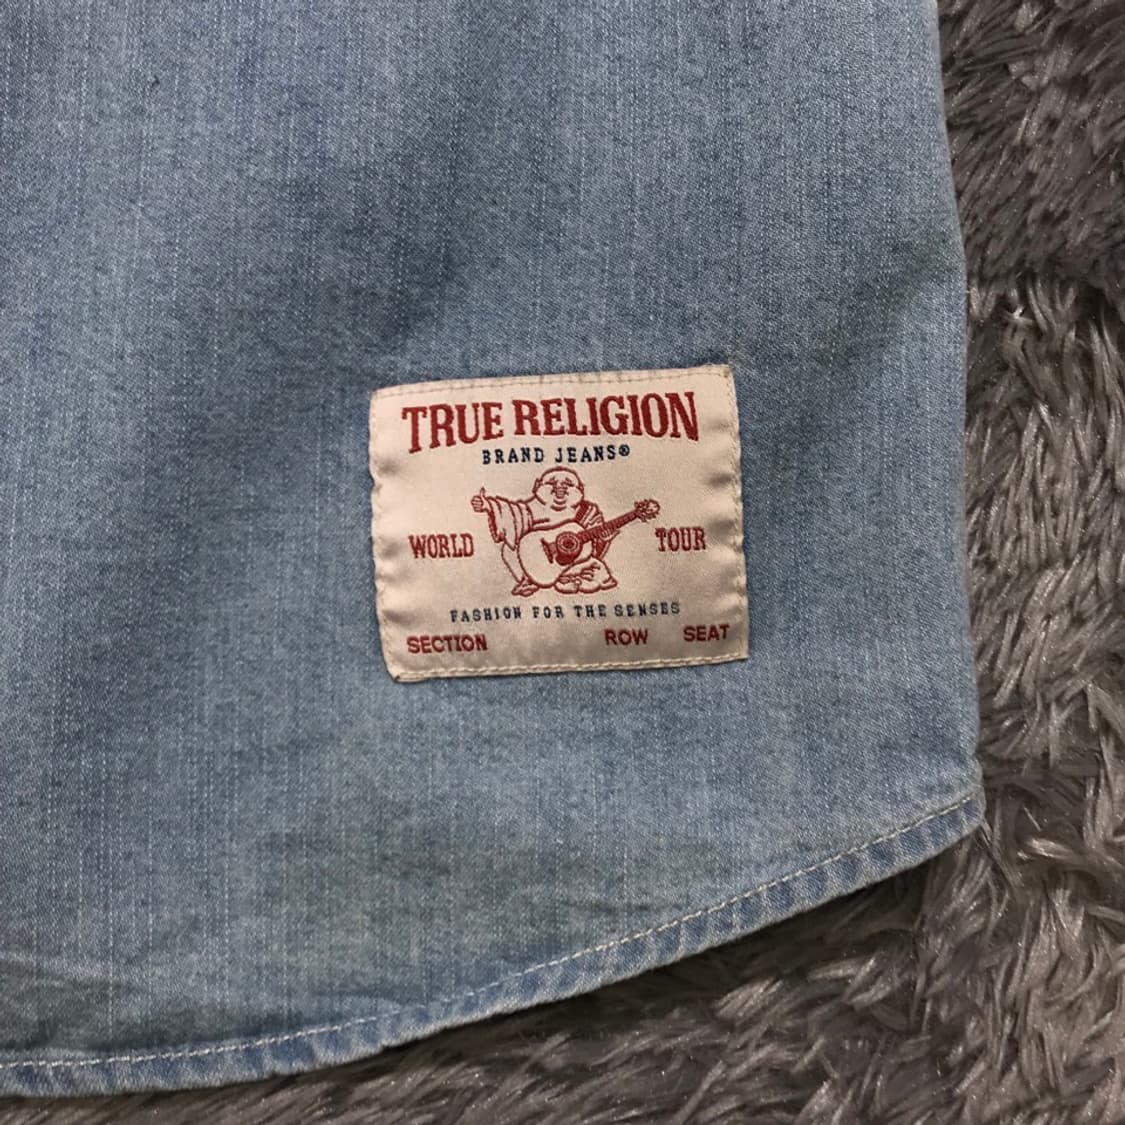 TRUE RELIGION
BRAND JEANS®
WORLD TOUR
FASHION FOR THE SENSES
SECTION ROW SEAT